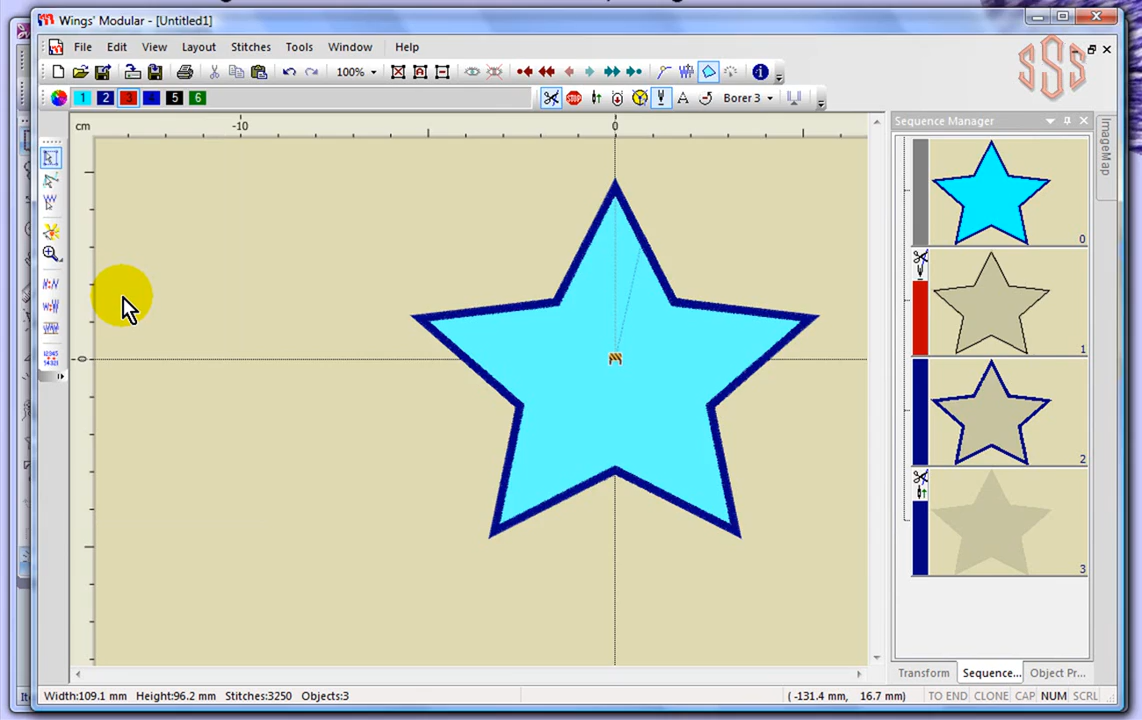 Wings' Modular - [Untitled1]
File Edit View Layout Stitches Tools Window Help
SSS
100%
1 2 3 4 5 6
STOP
A
Borer 3
cm
-10
0
0
Sequence Manager
ImageMap
0
1
2
3
Transform Sequence... Object Pr...
Width:109.1 mm Height:96.2 mm Stitches:3250 Objects:3
( -131.4 mm, 16.7 mm) TO END CLONE CAP NUM SCRL